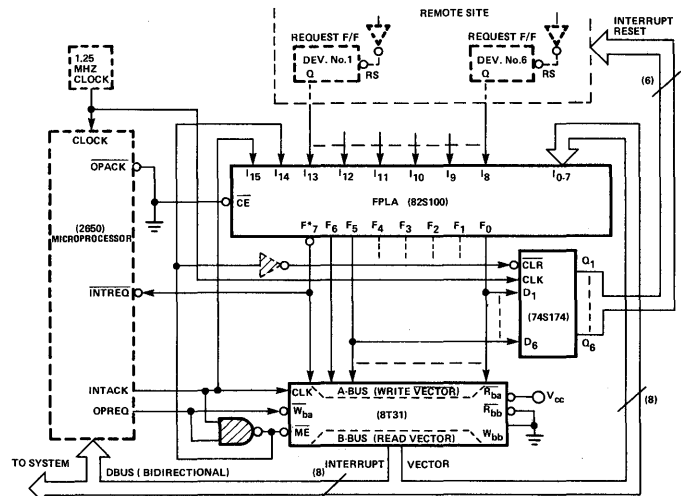 REMOTE SITE
INTERRUPT
RESET
REQUEST F/F
REQUEST F/F
1.25
MHZ
CLOCK
DEV. No.1
RS
Q
DEV. No.6
RS
Q
(6)
CLOCK
OPACK
I15 I14 I13 I12 I11 I10 I9 I8 I0-7
FPLA (82S100)
CE
F*7 F6 F5 F4 F3 F2 F1 F0
(2650)
MICROPROCESSOR
CLR
CLK
D1
(74S174)
D6
Q1
Q6
INTREQ
INTACK
OPREQ
CLK
A-BUS (WRITE VECTOR)
Rba
Vcc
Wba
(8T31)
Rbb
ME
B-BUS (READ VECTOR)
Wbb
(8)
TO SYSTEM
DBUS ( BIDIRECTIONAL)
(8)
INTERRUPT
VECTOR